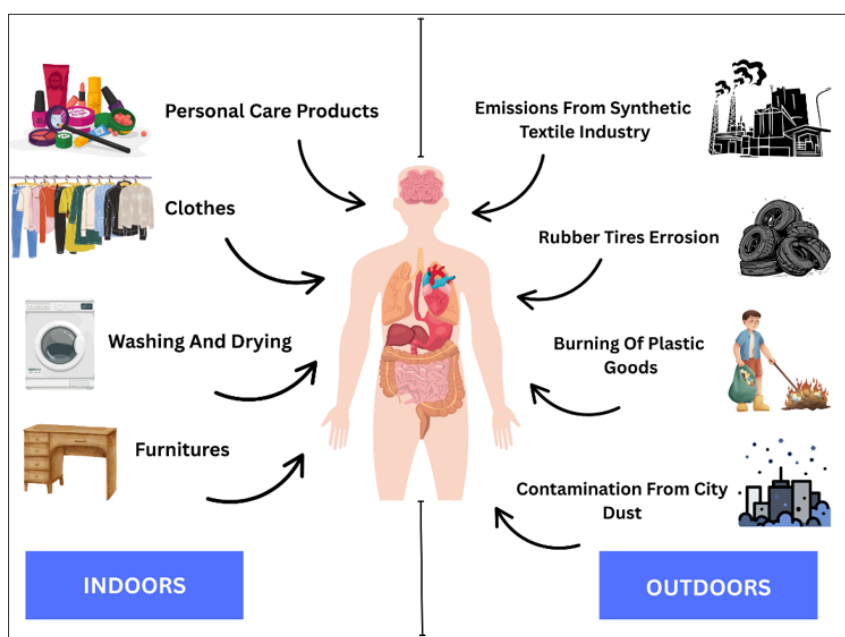 Personal Care Products
Clothes
Washing And Drying
Furnitures
INDOORS
Emissions From Synthetic
Textile Industry
Rubber Tires Errosion
Burning Of Plastic
Goods
Contamination From City
Dust
OUTDOORS